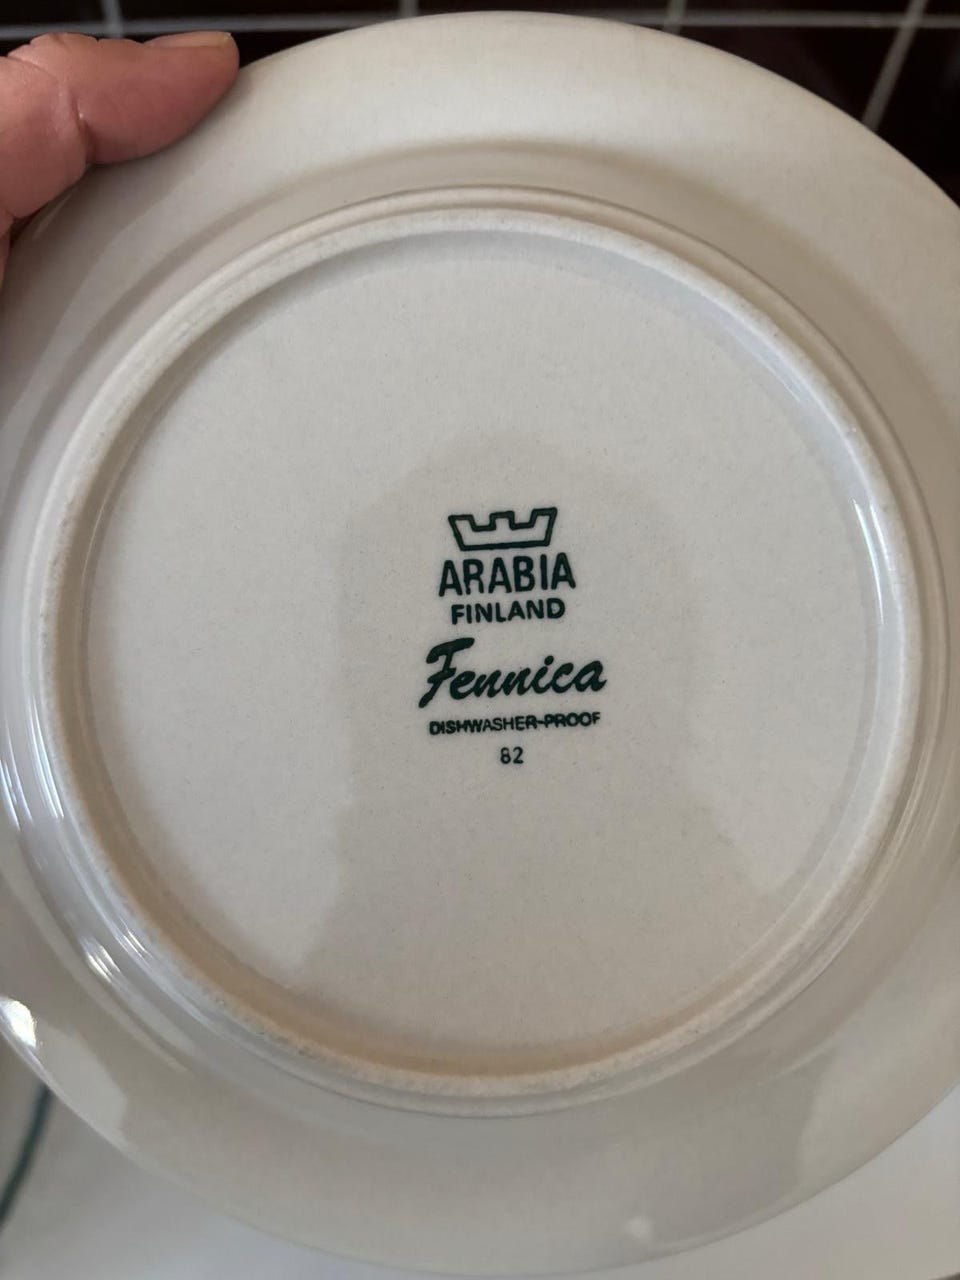 ARABIA
FINLAND
Fennica
DISHWASHER-PROOF
82